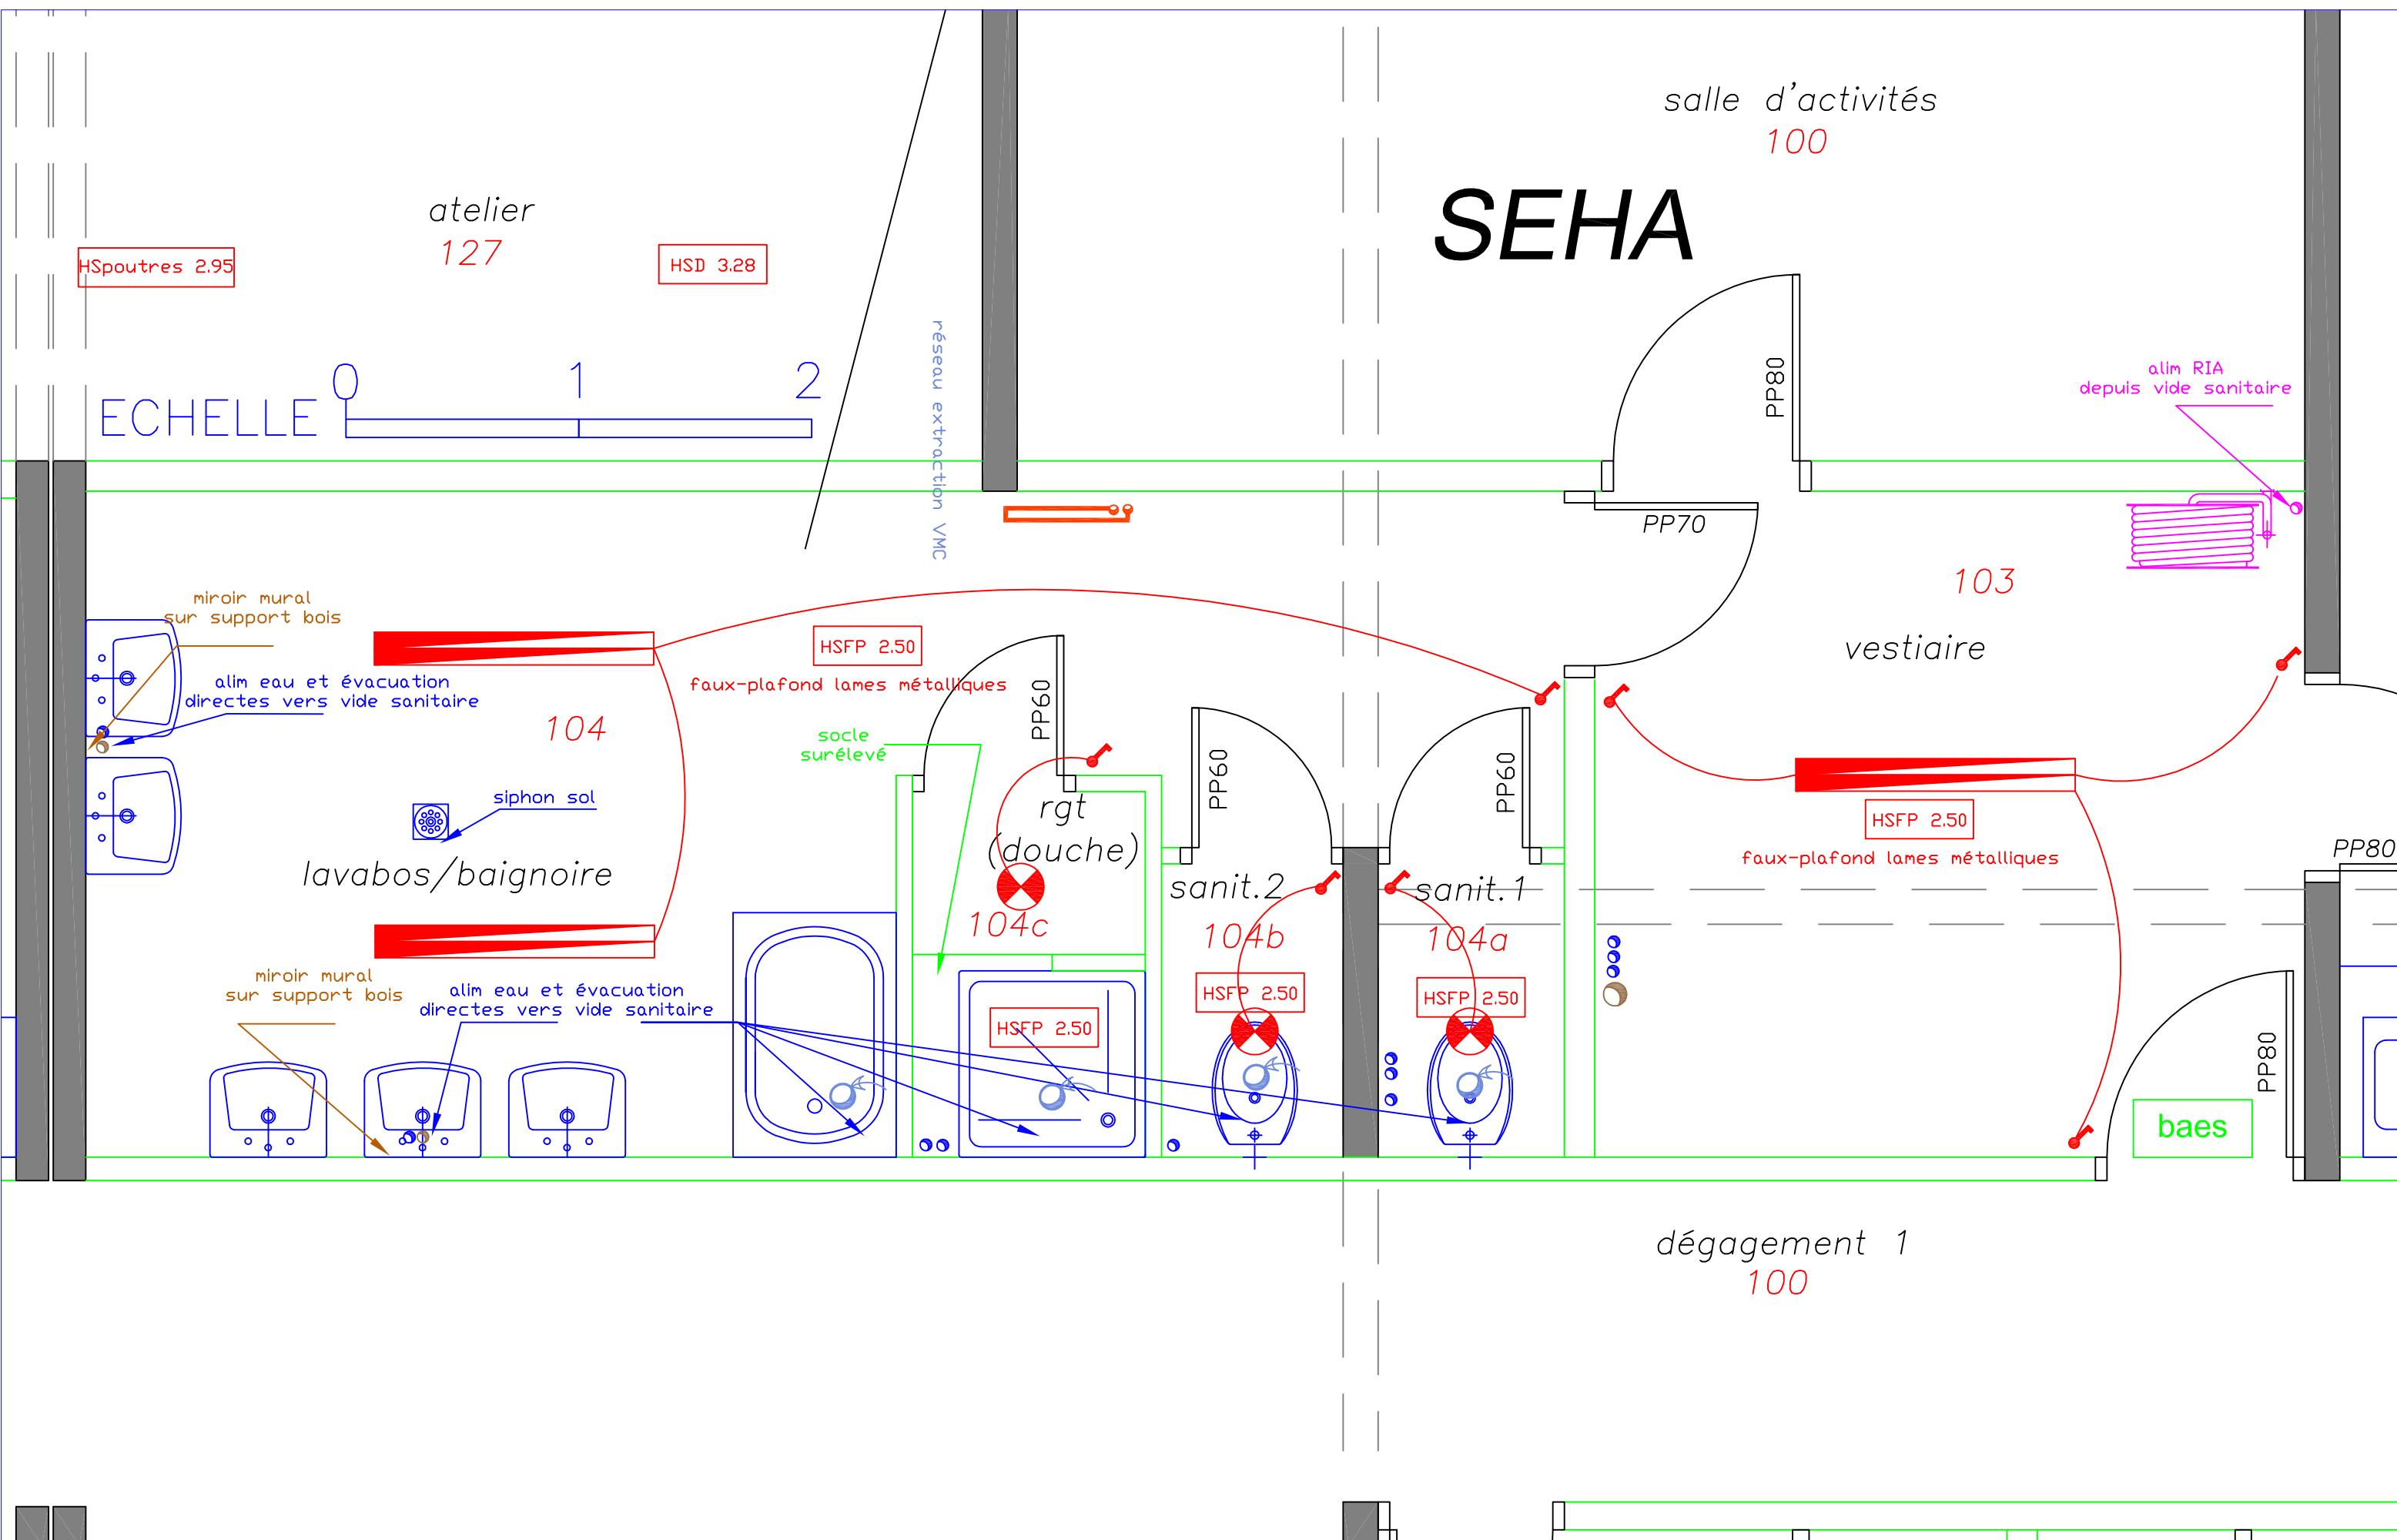 salle d'activités
100
SEHA
atelier
127
HSpoutres 2.95
HSD 3.28
ECHELLE
0
1
2
réseau extraction VMC
PP80
alim RIA
depuis vide sanitaire
PP70
103
vestiaire
miroir mural
sur support bois
alim eau et évacuation
directes vers vide sanitaire
104
HSFP 2.50
faux-plafond lames métalliques
PP60
socle
surélevé
siphon sol
lavabos/baignoire
rgt
(douche)
104c
PP60
PP60
sanit.2
104b
sanit.1
104a
HSFP 2.50
faux-plafond lames métalliques
PP80
miroir mural
sur support bois
alim eau et évacuation
directes vers vide sanitaire
HSFP 2.50
HSFP 2.50
HSFP 2.50
PP80
baes
dégagement 1
100